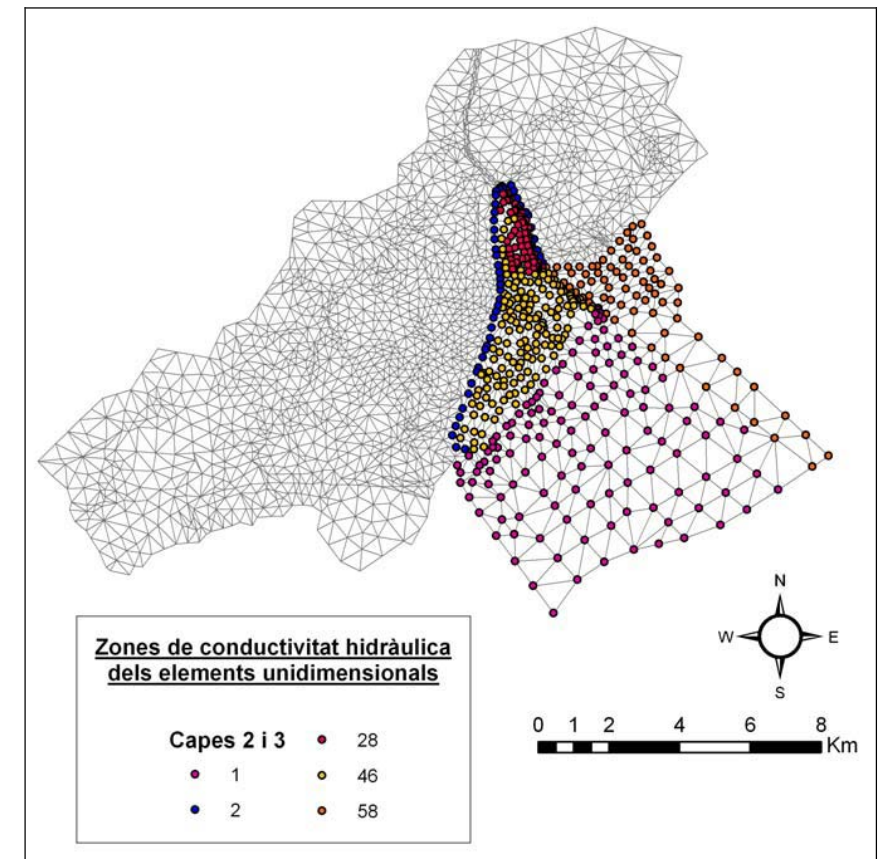 N
W E
S
Zones de conductivitat hidràulica
dels elements unidimensionals
Capes 2 i 3
1
2
28
46
58
0 1 2 4 6 8
Km